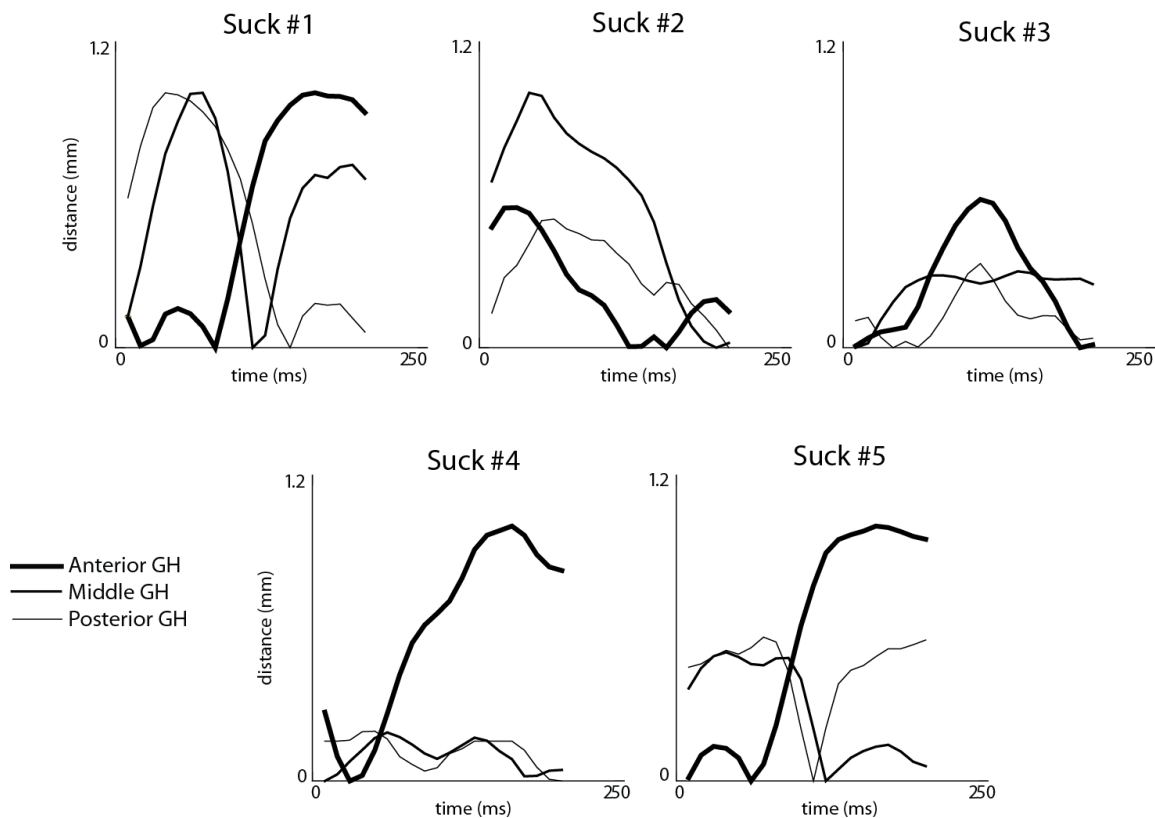 Suck #1
1.2
distance (mm)
0
0
250
time (ms)
Suck #2
1.2
0
0
250
time (ms)
Suck #3
1.2
0
0
250
time (ms)
Suck #4
1.2
distance (mm)
0
0
250
time (ms)
Suck #5
1.2
0
0
250
time (ms)
Anterior GH
Middle GH
Posterior GH